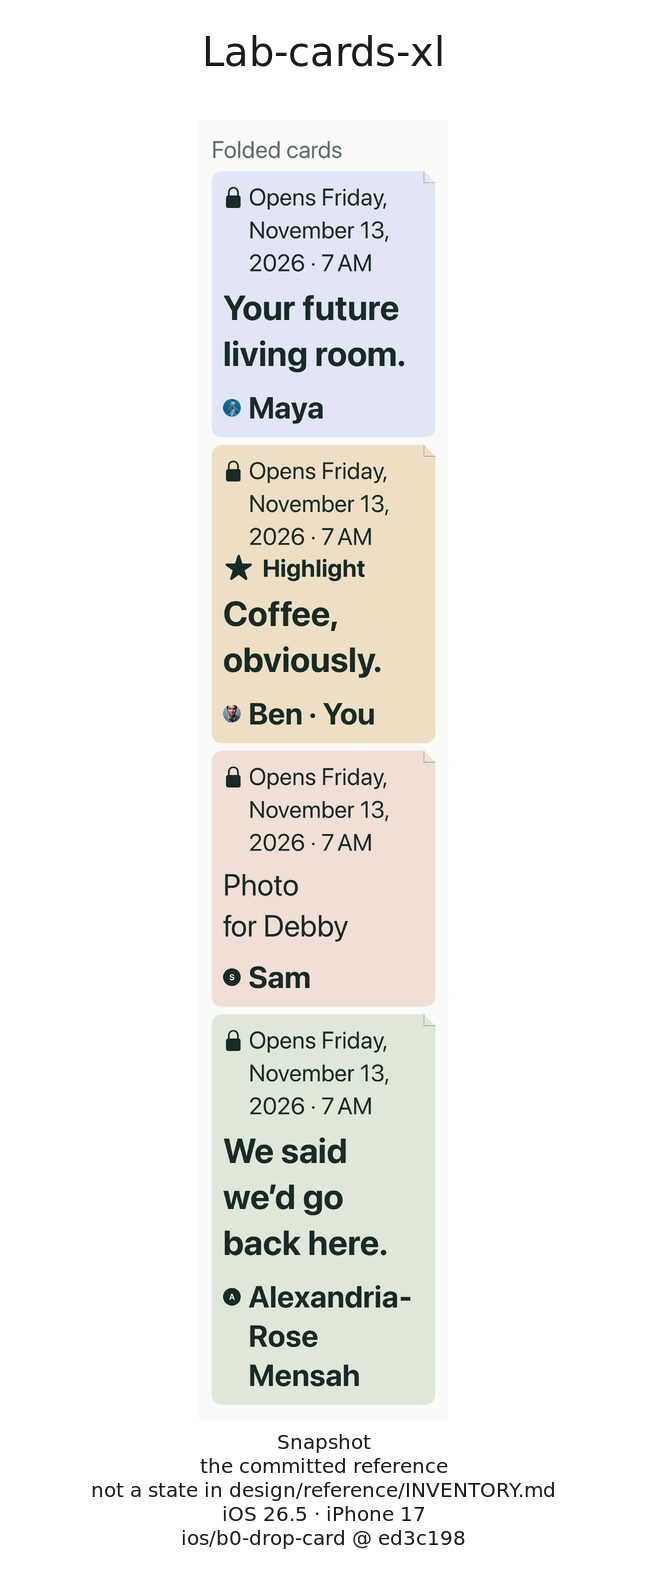 Lab-cards-xl
Folded cards
Opens Friday,
November 13,
2026 · 7 AM
Your future
living room.
Maya
Opens Friday,
November 13,
2026 · 7 AM
Highlight
Coffee,
obviously.
Ben · You
Opens Friday,
November 13,
2026 · 7 AM
Photo
for Debby
S
Sam
Opens Friday,
November 13,
2026 · 7 AM
We said
we’d go
back here.
A
Alexandria-
Rose
Mensah
Snapshot
the committed reference
not a state in design/reference/INVENTORY.md
iOS 26.5 · iPhone 17
ios/b0-drop-card @ ed3c198